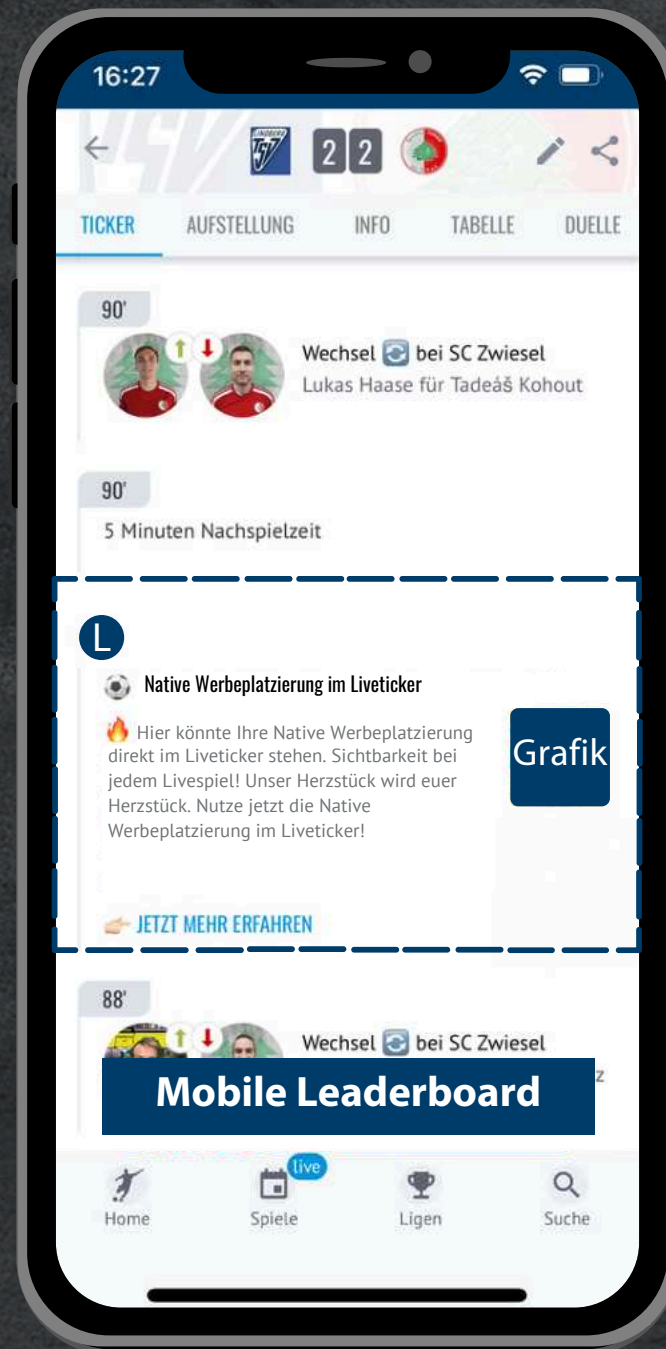 16:27
LINDBERG
TSV
2 2
TICKER AUFSTELLUNG INFO TABELLE DUELLE
90'
Wechsel 🔄 bei SC Zwiesel
Lukas Haase für Tadeáš Kohout
90'
5 Minuten Nachspielzeit
L
⚽ Native Werbeplatzierung im Liveticker
🔥 Hier könnte Ihre Native Werbeplatzierung
direkt im Liveticker stehen. Sichtbarkeit bei
jedem Livespiel! Unser Herzstück wird euer
Herzstück. Nutze jetzt die Native
Werbeplatzierung im Liveticker!
Grafik
👉🏻 JETZT MEHR ERFAHREN
88'
Wechsel 🔄 bei SC Zwiesel
z
Mobile Leaderboard
live
Home Spiele Ligen Suche